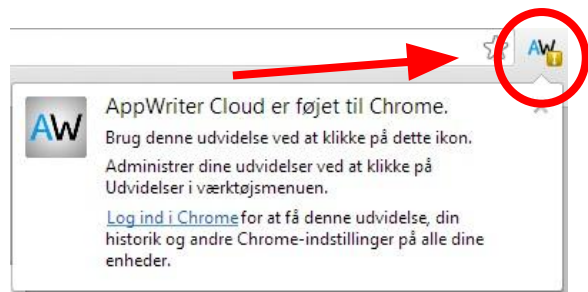 AW
AW
AppWriter Cloud er føjet til Chrome.
Brug denne udvidelse ved at klikke på dette ikon.
Administrer dine udvidelser ved at klikke på
Udvidelser i værktøjsmenuen.
Log ind i Chrome for at få denne udvidelse, din
historik og andre Chrome-indstillinger på alle dine
enheder.